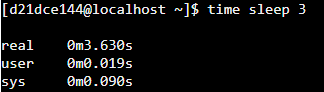 [d21dce144@localhost ~]$ time sleep 3
real 0m3.630s
user 0m0.019s
sys 0m0.090s